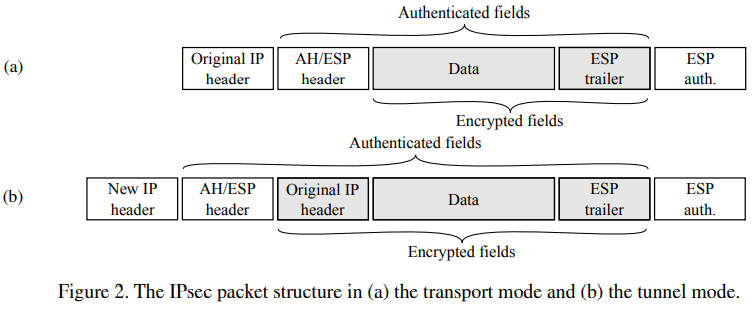 Authenticated fields
(a)
Original IP
header
AH/ESP
header
Data
ESP
trailer
ESP
auth.
Encrypted fields
Authenticated fields
(b)
New IP
header
AH/ESP
header
Original IP
header
Data
ESP
trailer
ESP
auth.
Encrypted fields
Figure 2. The IPsec packet structure in (a) the transport mode and (b) the tunnel mode.